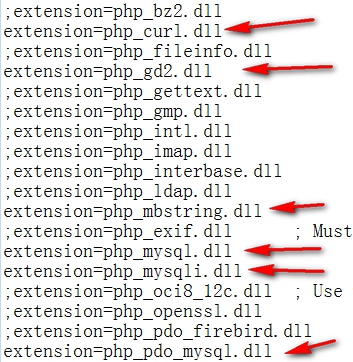 ;extension=php_bz2.dll
extension=php_curl.dll
;extension=php_fileinfo.dll
extension=php_gd2.dll
;extension=php_gettext.dll
;extension=php_gmp.dll
;extension=php_intl.dll
;extension=php_imap.dll
;extension=php_interbase.dll
;extension=php_ldap.dll
extension=php_mbstring.dll
;extension=php_exif.dll ; Must
extension=php_mysql.dll
extension=php_mysqli.dll
;extension=php_oci8_12c.dll ; Use
;extension=php_openssl.dll
;extension=php_pdo_firebird.dll
extension=php_pdo_mysql.dll